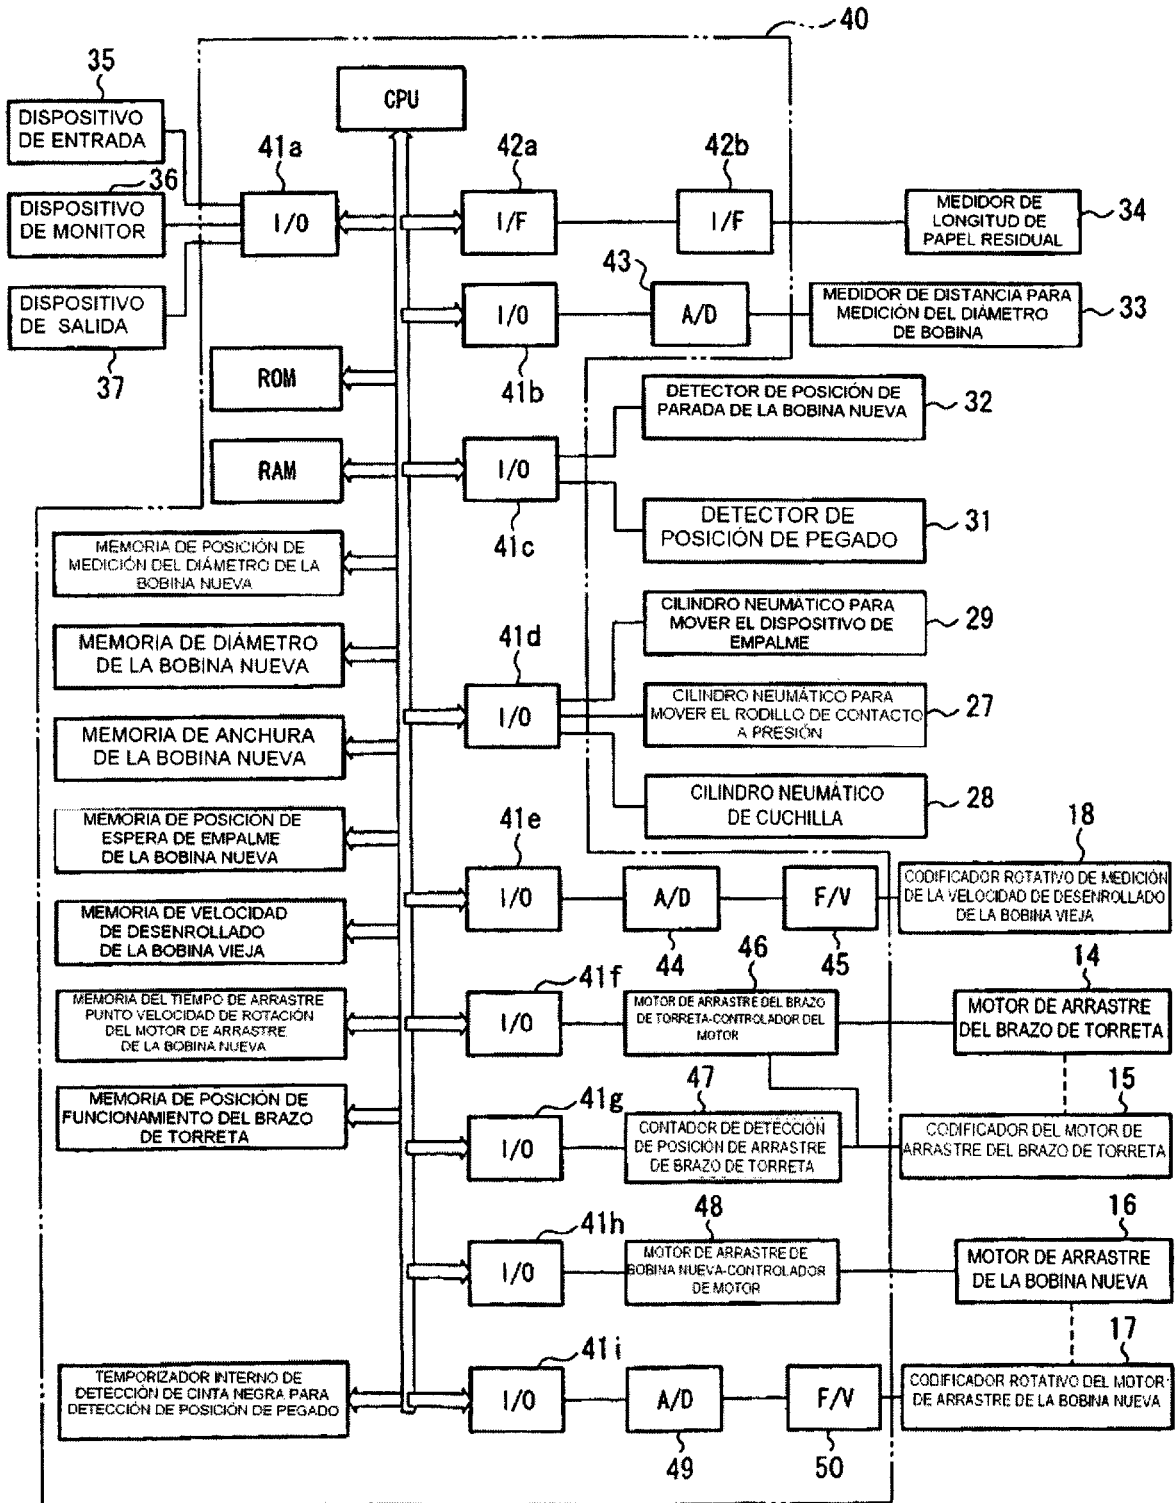 40
35
DISPOSITIVO
DE ENTRADA
CPU
41a
42a
42b
36
DISPOSITIVO
DE MONITOR
I/O
I/F
I/F
MEDIDOR DE
LONGITUD DE
PAPEL RESIDUAL
34
43
DISPOSITIVO
DE SALIDA
37
I/O
41b
A/D
MEDIDOR DE DISTANCIA PARA
MEDICIÓN DEL DIÁMETRO
DE BOBINA
33
ROM
DETECTOR DE POSICIÓN DE
PARADA DE LA BOBINA NUEVA
32
RAM
I/O
41c
DETECTOR DE
POSICIÓN DE PEGADO
31
MEMORIA DE POSICIÓN DE
MEDICIÓN DEL DIÁMETRO DE LA
BOBINA NUEVA
CILINDRO NEUMÁTICO PARA
MOVER EL DISPOSITIVO DE
EMPALME
29
MEMORIA DE DIÁMETRO
DE LA BOBINA NUEVA
41d
I/O
CILINDRO NEUMÁTICO PARA
MOVER EL RODILLO DE CONTACTO
A PRESIÓN
27
MEMORIA DE ANCHURA
DE LA BOBINA NUEVA
CILINDRO NEUMÁTICO
DE CUCHILLA
28
MEMORIA DE POSICIÓN DE
ESPERA DE EMPALME
DE LA BOBINA NUEVA
41e
I/O
A/D
44
F/V
45
18
CODIFICADOR ROTATIVO DE MEDICIÓN
DE LA VELOCIDAD DE DESENROLLADO
DE LA BOBINA VIEJA
MEMORIA DE VELOCIDAD
DE DESENROLLADO
DE LA BOBINA VIEJA
41f
46
14
MEMORIA DEL TIEMPO DE ARRASTRE
PUNTO VELOCIDAD DE ROTACIÓN
DEL MOTOR DE ARRASTRE
DE LA BOBINA NUEVA
I/O
MOTOR DE ARRASTRE DEL BRAZO
DE TORRETA-CONTROLADOR DEL
MOTOR
MOTOR DE ARRASTRE
DEL BRAZO DE TORRETA
MEMORIA DE POSICIÓN DE
FUNCIONAMIENTO DEL BRAZO
DE TORRETA
41g
47
15
I/O
CONTADOR DE DETECCIÓN
DE POSICIÓN DE ARRASTRE
DE BRAZO DE TORRETA
CODIFICADOR DEL MOTOR DE
ARRASTRE DEL BRAZO DE TORRETA
41h
48
16
I/O
MOTOR DE ARRASTRE DE
BOBINA NUEVA-CONTROLADOR
DE MOTOR
MOTOR DE ARRASTRE
DE LA BOBINA NUEVA
41i
17
TEMPORIZADOR INTERNO DE
DETECCIÓN DE CINTA NEGRA PARA
DETECCIÓN DE POSICIÓN DE PEGADO
I/O
A/D
49
F/V
50
CODIFICADOR ROTATIVO DEL MOTOR
DE ARRASTRE DE LA BOBINA NUEVA